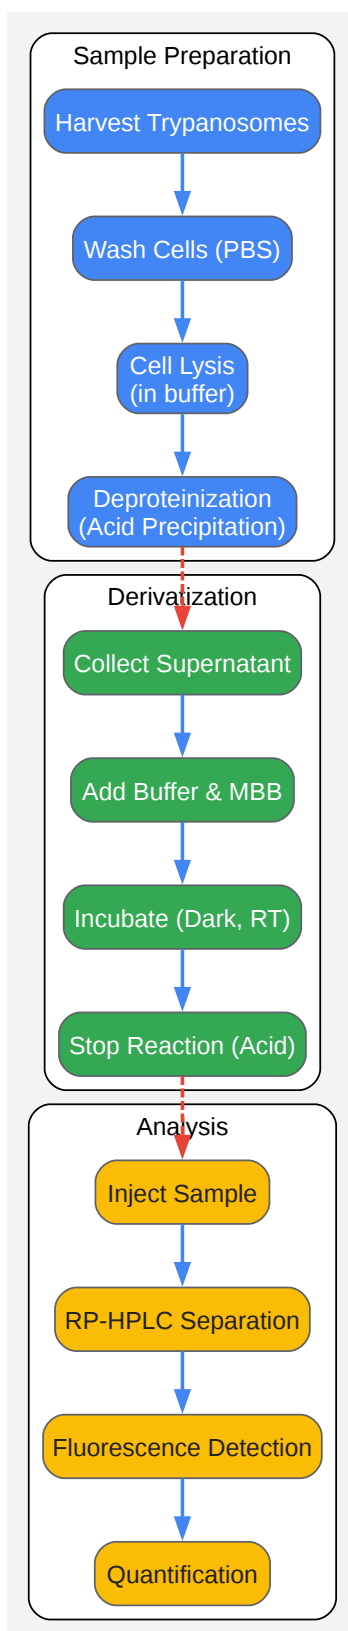 Sample Preparation
Harvest Trypanosomes
Wash Cells (PBS)
Cell Lysis
(in buffer)
Deproteinization
(Acid Precipitation)
Derivatization
Collect Supernatant
Add Buffer & MBB
Incubate (Dark, RT)
Stop Reaction (Acid)
Analysis
Inject Sample
RP-HPLC Separation
Fluorescence Detection
Quantification